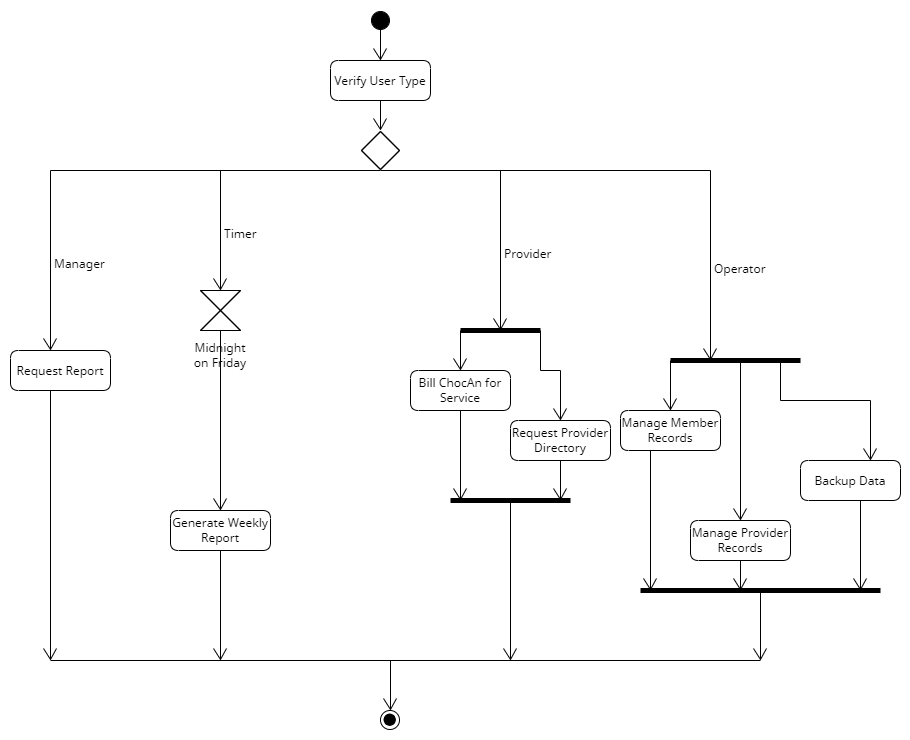 Verify User Type
Timer
Manager
Provider
Operator
Midnight
on Friday
Request Report
Bill ChocAn for
Service
Request Provider
Directory
Manage Member
Records
Backup Data
Generate Weekly
Report
Manage Provider
Records